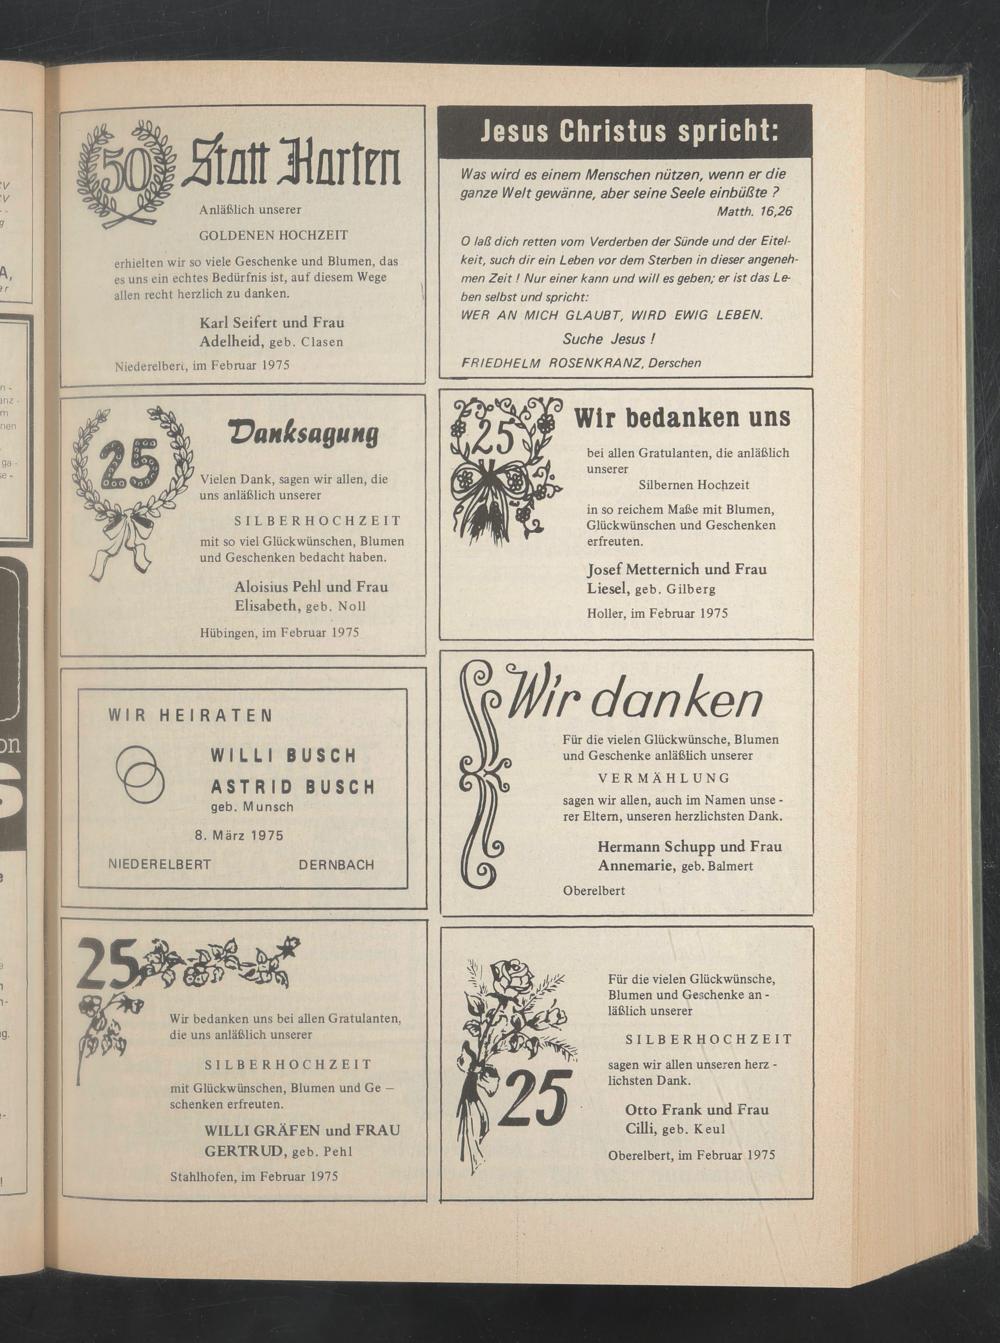 50
Statt Karten
Anläßlich unserer
GOLDENEN HOCHZEIT
erhielten wir so viele Geschenke und Blumen, das
es uns ein echtes Bedürfnis ist, auf diesem Wege
allen recht herzlich zu danken.
Karl Seifert und Frau
Adelheid, geb. Clasen
Niederelbert, im Februar 1975
25
Danksagung
Vielen Dank, sagen wir allen, die
uns anläßlich unserer
SILBERHOCHZEIT
mit so viel Glückwünschen, Blumen
und Geschenken bedacht haben.
Aloisius Pehl und Frau
Elisabeth, geb. Noll
Hübingen, im Februar 1975
WIR HEIRATEN
WILLI BUSCH
ASTRID BUSCH
geb. Munsch
8. März 1975
NIEDERELBERT DERNBACH
25
Wir bedanken uns bei allen Gratulanten,
die uns anläßlich unserer
SILBERHOCHZEIT
mit Glückwünschen, Blumen und Ge –
schenken erfreuten.
WILLI GRÄFEN und FRAU
GERTRUD, geb. Pehl
Stahlhofen, im Februar 1975
Jesus Christus spricht:
Was wird es einem Menschen nützen, wenn er die
ganze Welt gewänne, aber seine Seele einbüßte ?
Matth. 16,26
O laß dich retten vom Verderben der Sünde und der Eitel-
keit, such dir ein Leben vor dem Sterben in dieser angeneh-
men Zeit ! Nur einer kann und will es geben; er ist das Le-
ben selbst und spricht:
WER AN MICH GLAUBT, WIRD EWIG LEBEN.
Suche Jesus !
FRIEDHELM ROSENKRANZ, Derschen
25
Wir bedanken uns
bei allen Gratulanten, die anläßlich
unserer
Silbernen Hochzeit
in so reichem Maße mit Blumen,
Glückwünschen und Geschenken
erfreuten.
Josef Metternich und Frau
Liesel, geb. Gilberg
Holler, im Februar 1975
Wir danken
Für die vielen Glückwünsche, Blumen
und Geschenke anläßlich unserer
VERMÄHLUNG
sagen wir allen, auch im Namen unse -
rer Eltern, unseren herzlichsten Dank.
Hermann Schupp und Frau
Annemarie, geb. Balmert
Oberelbert
25
Für die vielen Glückwünsche,
Blumen und Geschenke an -
läßlich unserer
SILBERHOCHZEIT
sagen wir allen unseren herz -
lichsten Dank.
Otto Frank und Frau
Cilli, geb. Keul
Oberelbert, im Februar 1975